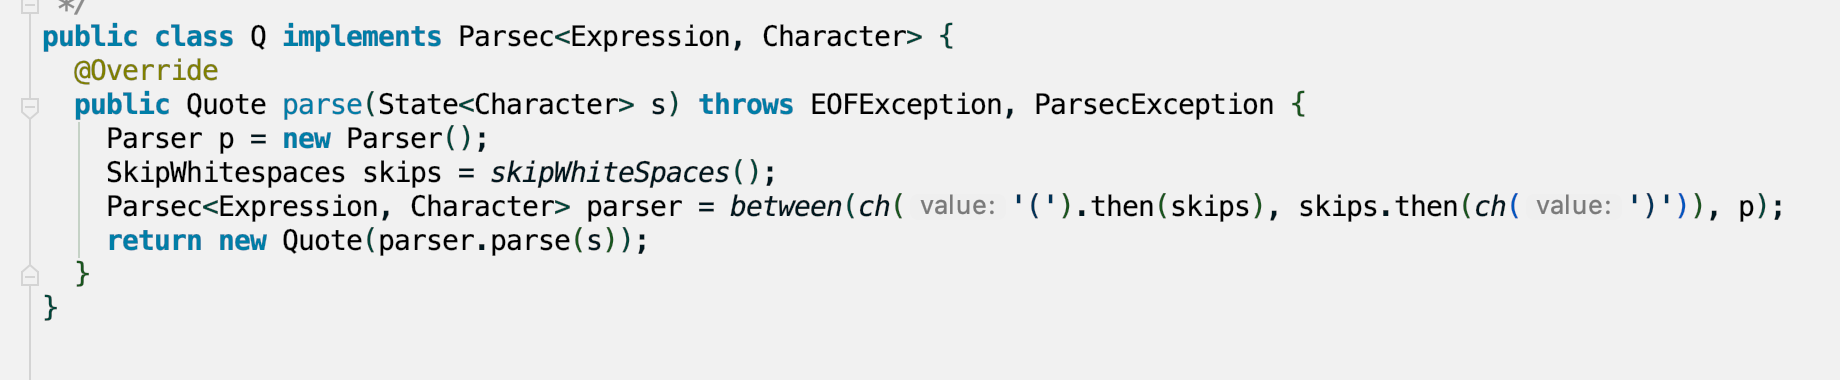 */
public class Q implements Parsec<Expression, Character> {
@Override
public Quote parse(State<Character> s) throws EOFException, ParsecException {
Parser p = new Parser();
SkipWhitespaces skips = skipWhiteSpaces();
Parsec<Expression, Character> parser = between(ch( value: '(').then(skips), skips.then(ch( value: ')')), p);
return new Quote(parser.parse(s));
}
}